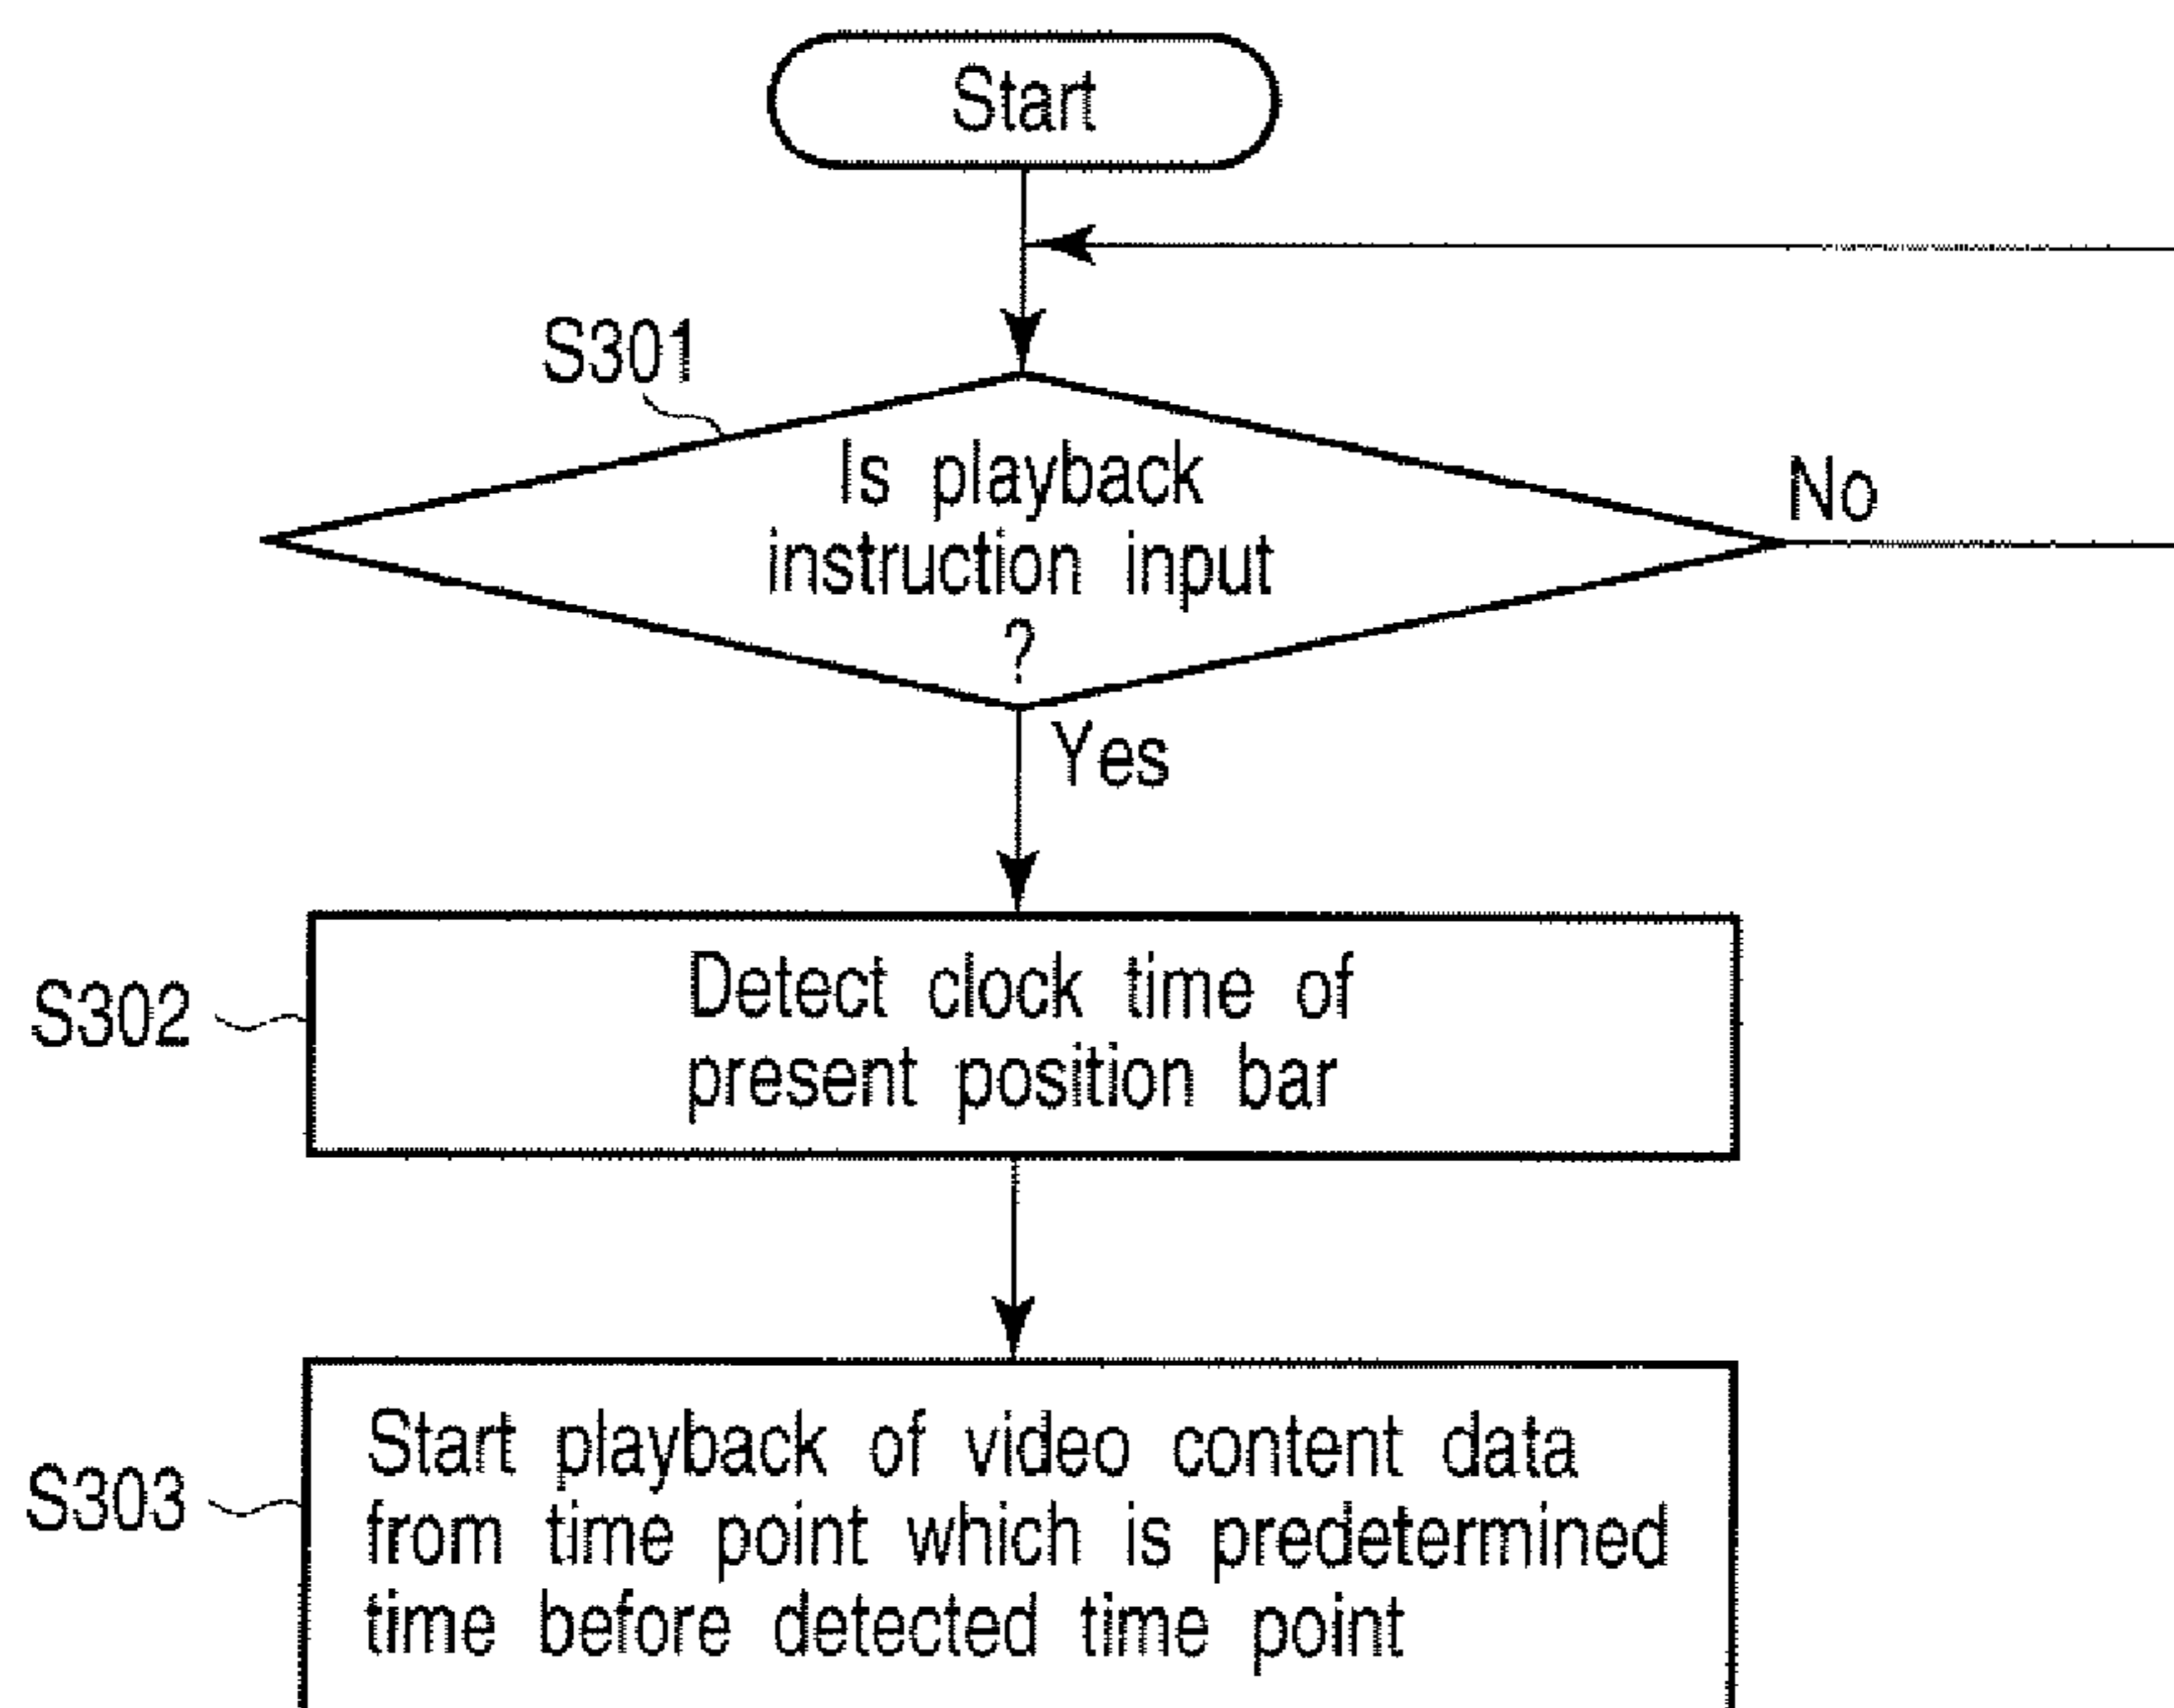 Start
S301
Is playback
instruction input
?
No
Yes
S302
Detect clock time of
present position bar
S303
Start playback of video content data
from time point which is predetermined
time before detected time point